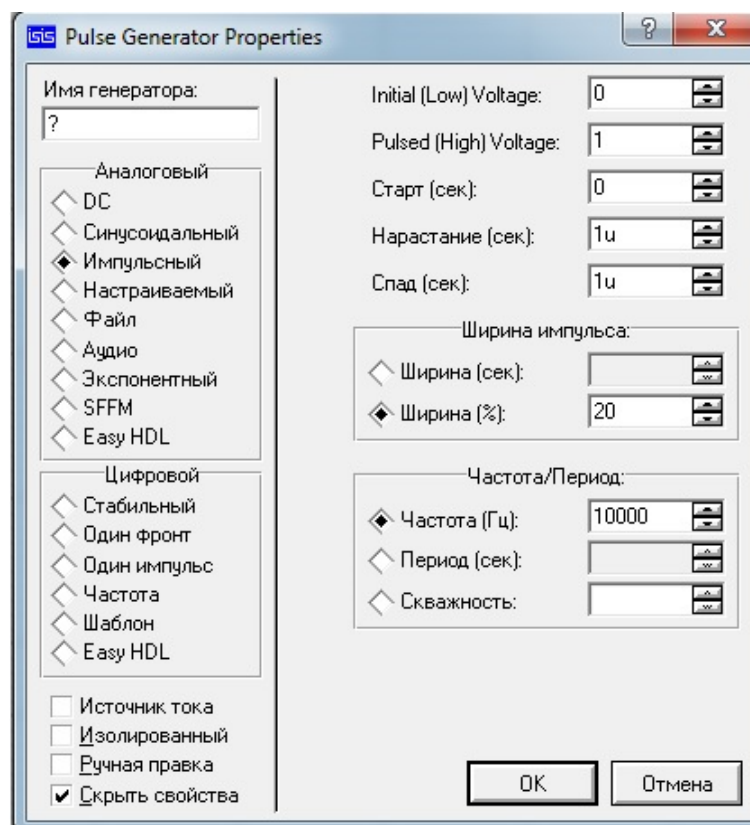 isis Pulse Generator Properties
? X
Имя генератора:
?
Аналоговый
DC
Синусоидальный
Импульсный
Настраиваемый
Файл
Аудио
Экспонентный
SFFM
Easy HDL
Цифровой
Стабильный
Один фронт
Один импульс
Частота
Шаблон
Easy HDL
Источник тока
Изолированный
Ручная правка
Скрыть свойства
Initial (Low) Voltage: 0
Pulsed (High) Voltage: 1
Старт (сек): 0
Нарастание (сек): 1u
Спад (сек): 1u
Ширина импульса:
Ширина (сек):
Ширина (%): 20
Частота/Период:
Частота (Гц): 10000
Период (сек):
Скважность:
OK Отмена